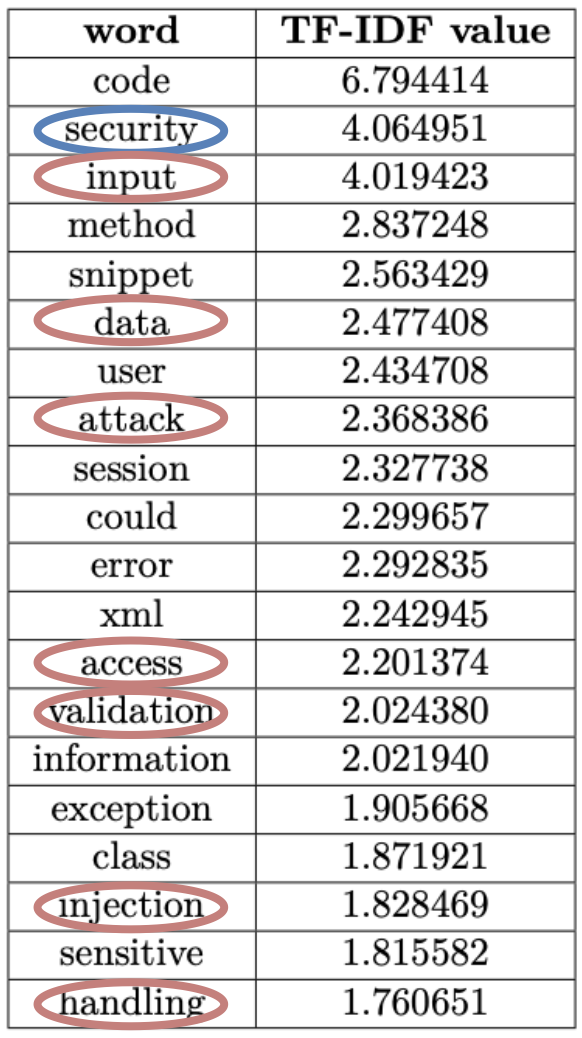 word TF-IDF value
code 6.794414
security 4.064951
input 4.019423
method 2.837248
snippet 2.563429
data 2.477408
user 2.434708
attack 2.368386
session 2.327738
could 2.299657
error 2.292835
xml 2.242945
access 2.201374
validation 2.024380
information 2.021940
exception 1.905668
class 1.871921
injection 1.828469
sensitive 1.815582
handling 1.760651